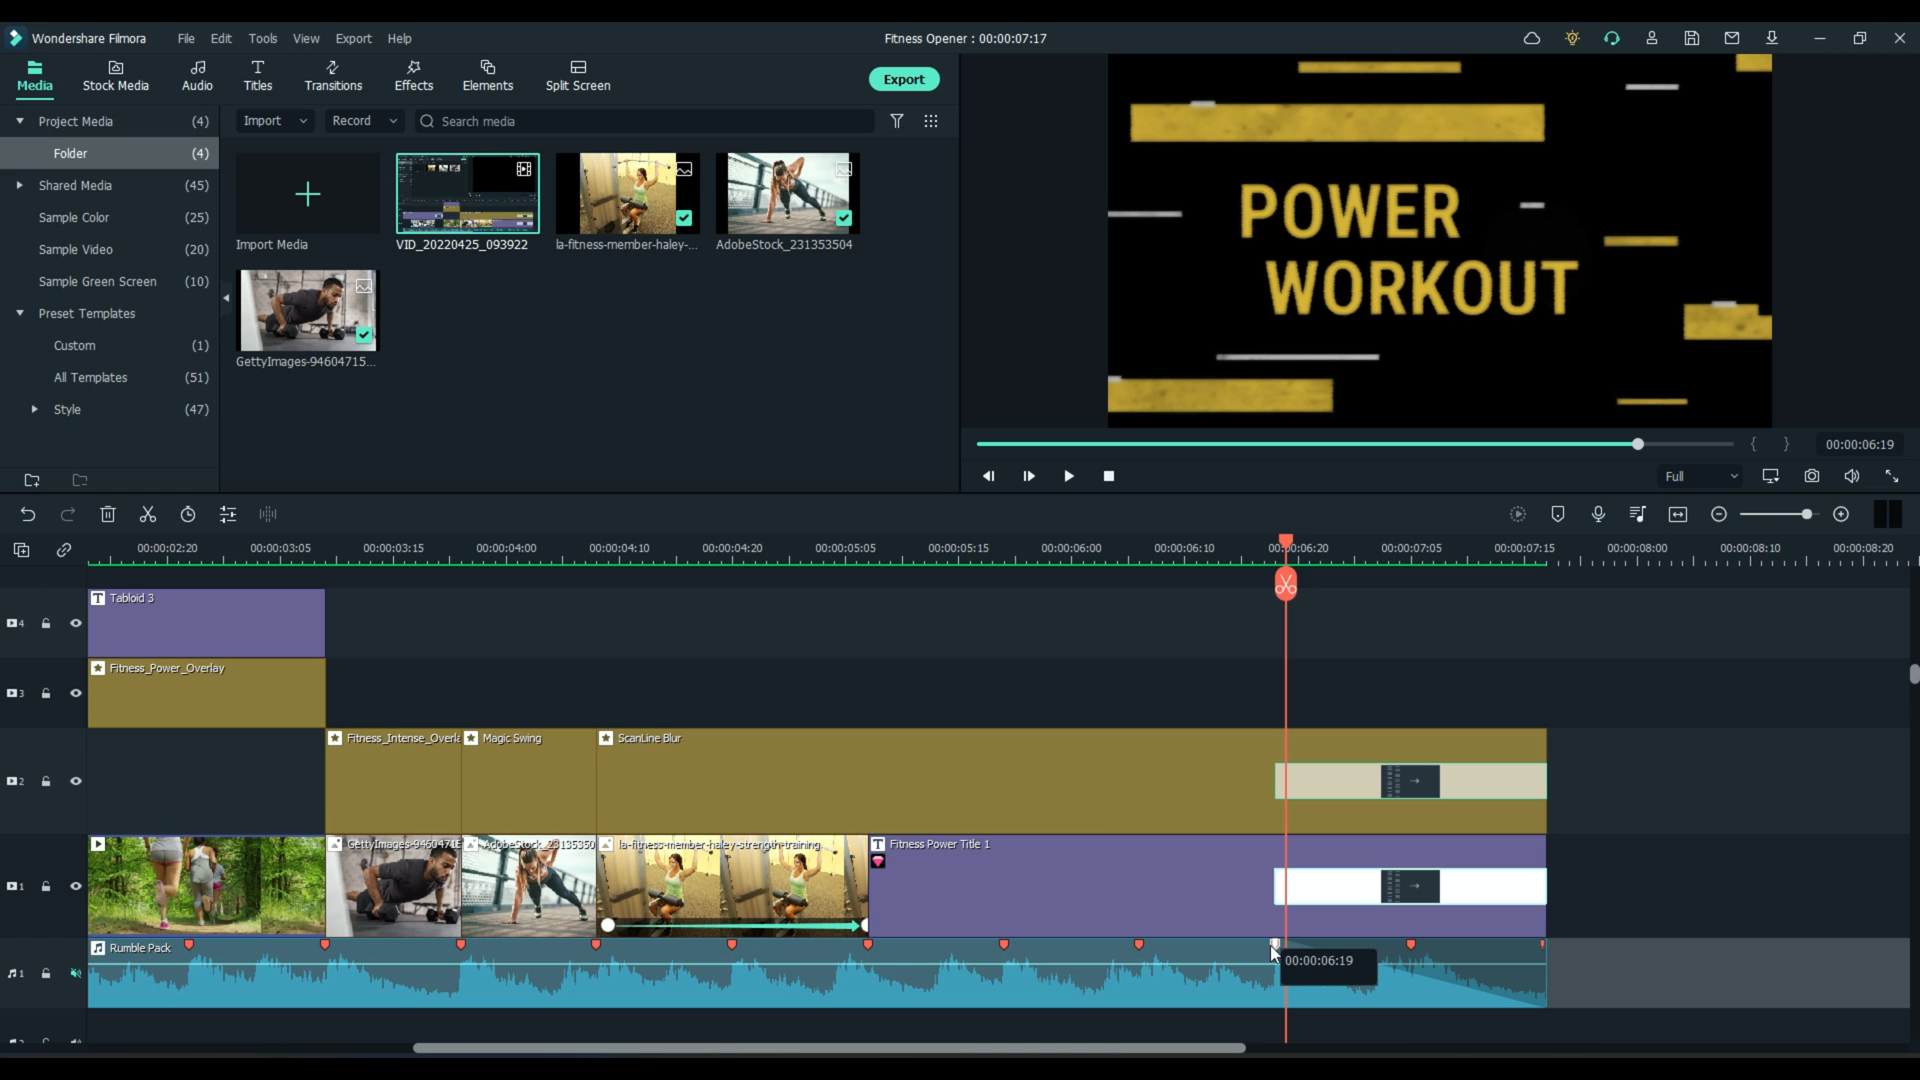 Wondershare Filmora File Edit Tools View Export Help Fitness Opener : 00:00:07:17
Media Stock Media Audio Titles Transitions Effects Elements Split Screen Export
Project Media (4) Import Record Search media
Folder (4)
Shared Media (45)
Sample Color (25)
Sample Video (20)
Sample Green Screen (10)
Preset Templates
Custom (1)
All Templates (51)
Style (47)
Import Media VID_20220425_093922 la-fitness-member-haley-... AdobeStock_231353504
GettyImages-94604715...
POWER
WORKOUT
{ } 00:00:06:19
Full
00:00:02:20 00:00:03:05 00:00:03:15 00:00:04:00 00:00:04:10 00:00:04:20 00:00:05:05 00:00:05:15 00:00:06:00 00:00:06:10 00:00:06:20 00:00:07:05 00:00:07:15 00:00:08:00 00:00:08:10 00:00:08:20
T Tabloid 3
4
Fitness_Power_Overlay
3
Fitness_Intense_Overla Magic Swing ScanLine Blur
2
GettyImages-9460471 AdobeStock_23135350 la-fitness-member-haley-strength-training T Fitness Power Title 1
1
Rumble Pack
1 00:00:06:19